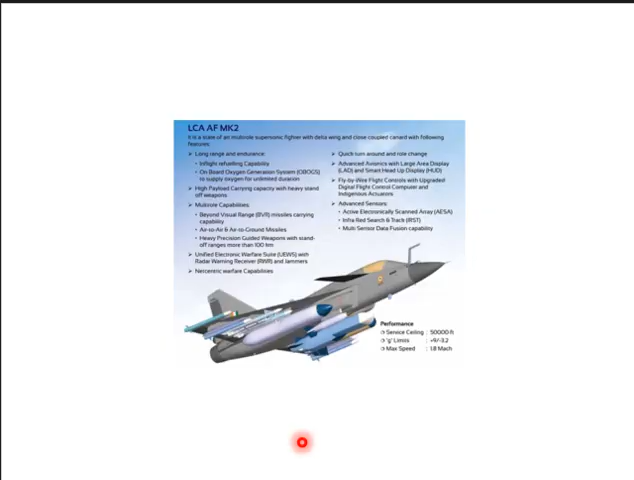 LCA AF MK2
It is a state of an multirole supersonic fighter with delta wing and close coupled canard with following
features:
➤ Long range and endurance:
• Inflight refuelling Capability
• On Board Oxygen Generation System (OBOGS)
to supply oxygen for unlimited duration
➤ High Payload Carrying capacity with heavy stand
off weapons
➤ Multirole Capabilities
• Beyond Visual Range (BVR) missiles carrying
capability
• Air-to-Air & Air-to-Ground Missiles
• Heavy Precision Guided Weapons with stand-
off ranges more than 100 km
➤ Unified Electronic Warfare Suite (UEWS) with
Radar Warning Receiver (RWR) and Jammers
➤ Netcentric warfare Capabilities
➤ Quick turn around and role change
➤ Advanced Avionics with Large Area Display
(LAD) and Smart Head Up Display (HUD)
➤ Fly-by-Wire Flight Controls with Upgraded
Digital Flight Control Computer and
Indigenous Actuators
➤ Advanced Sensors:
• Active Electronically Scanned Array (AESA)
• Infra Red Search & Track (IRST)
• Multi Sensor Data Fusion capability
Performance
❍ Service Ceiling : 50000-ft
❍ 'g' Limits : +9/-3.2
❍ Max Speed : 1.8 Mach